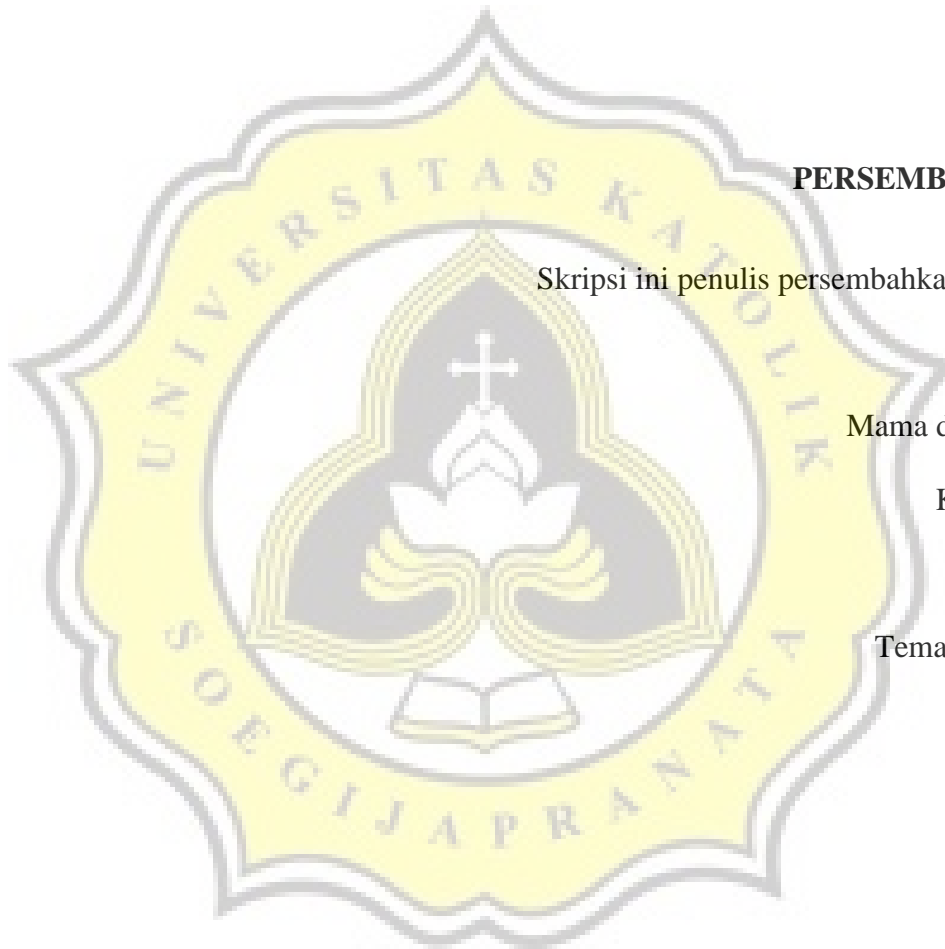 UNIVERSITAS KATOLIK
SOEGIJAPRANATA
PERSEMB
Skripsi ini penulis persembahka
Mama d
K
Tema